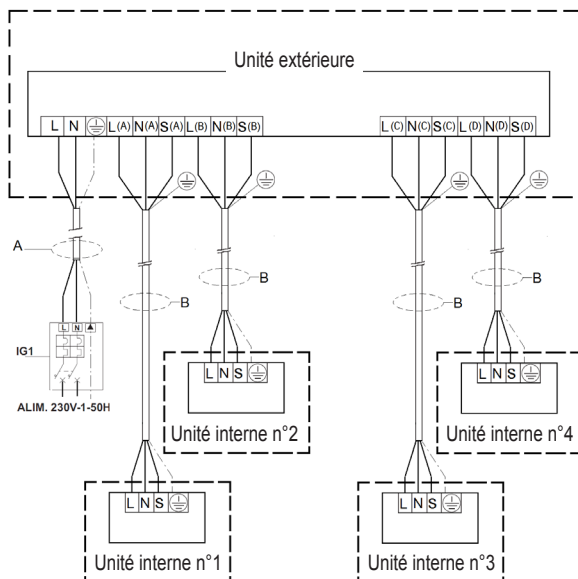 Unité extérieure
L N L(A) N(A) S(A) L(B) N(B) S(B) L(C) N(C) S(C) L(D) N(D) S(D)
A
B
B
B
B
L N
IG1
ALIM. 230V-1-50H
L N S
Unité interne n°2
L N S
Unité interne n°4
L N S
Unité interne n°1
L N S
Unité interne n°3